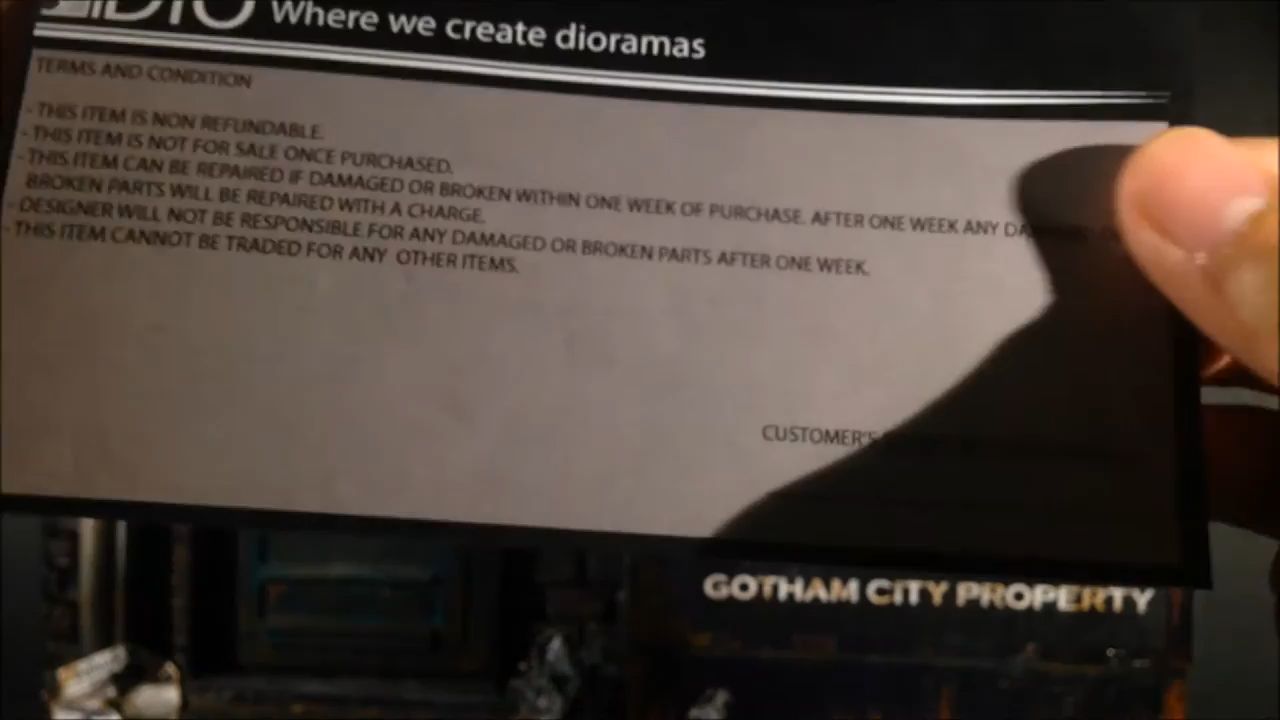 Where we create dioramas
TERMS AND CONDITION
- THIS ITEM IS NON REFUNDABLE.
- THIS ITEM IS NOT FOR SALE ONCE PURCHASED.
- THIS ITEM CAN BE REPAIRED IF DAMAGED OR BROKEN WITHIN ONE WEEK OF PURCHASE. AFTER ONE WEEK ANY
BROKEN PARTS WILL BE REPAIRED WITH A CHARGE.
- DESIGNER WILL NOT BE RESPONSIBLE FOR ANY DAMAGED OR BROKEN PARTS AFTER ONE WEEK.
- THIS ITEM CANNOT BE TRADED FOR ANY OTHER ITEMS.
CUSTOMER'S
GOTHAM CITY PROPERTY